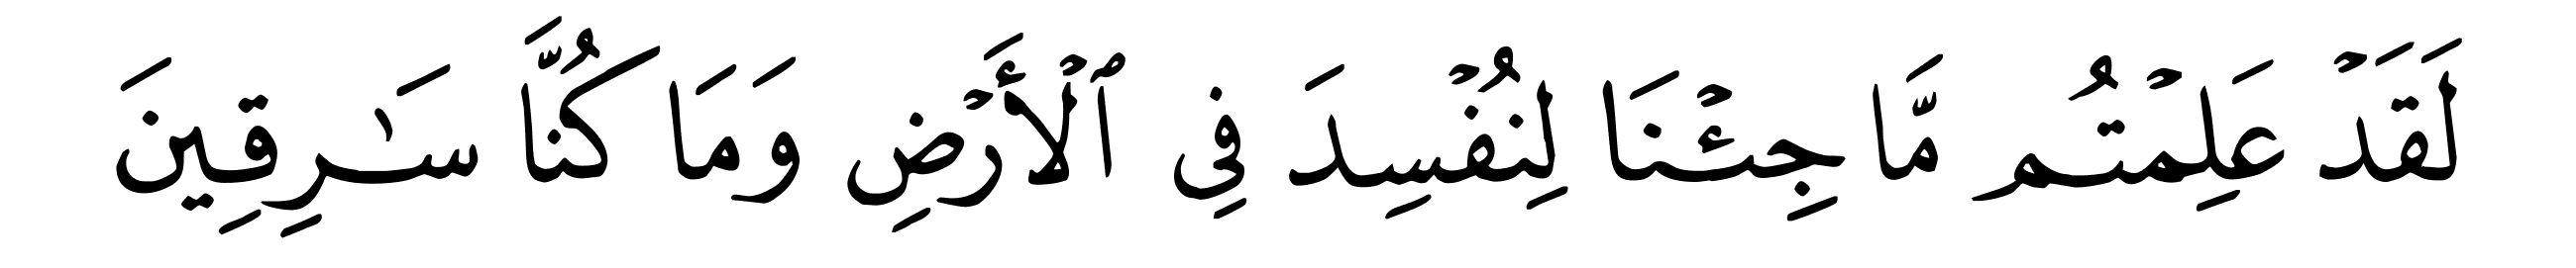 لَقَدۡ عَلِمۡتُم مَّا جِئۡنَا لِنُفۡسِدَ فِي ٱلۡأَرۡضِ وَمَا كُنَّا سَٰرِقِينَ